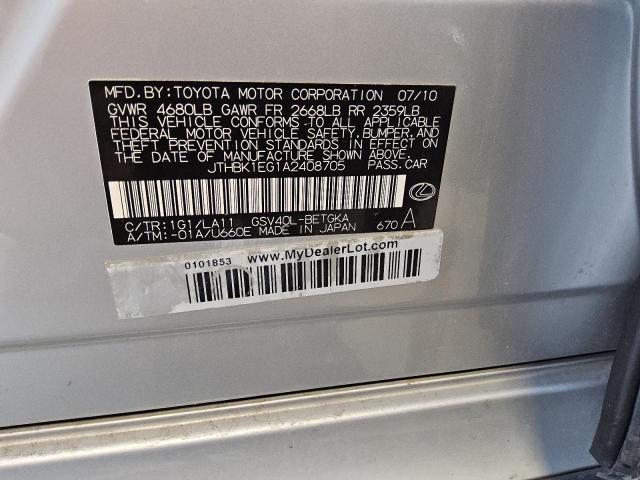 MFD. BY: TOYOTA MOTOR CORPORATION 07/10
GVWR 4680LB GAWR FR 2668LB RR 2359LB
THIS VEHICLE CONFORMS TO ALL APPLICABLE
FEDERAL MOTOR VEHICLE SAFETY, BUMPER, AND
THEFT PREVENTION STANDARDS IN EFFECT ON
THE DATE OF MANUFACTURE SHOWN ABOVE.
JTHBK1EG1A2408705 PASS. CAR
C/TR: 1G1/LA11 GSV40L-BETGKA
A/TM: -01A/U660E MADE IN JAPAN 670 A
0101853 www.MyDealerLot.com